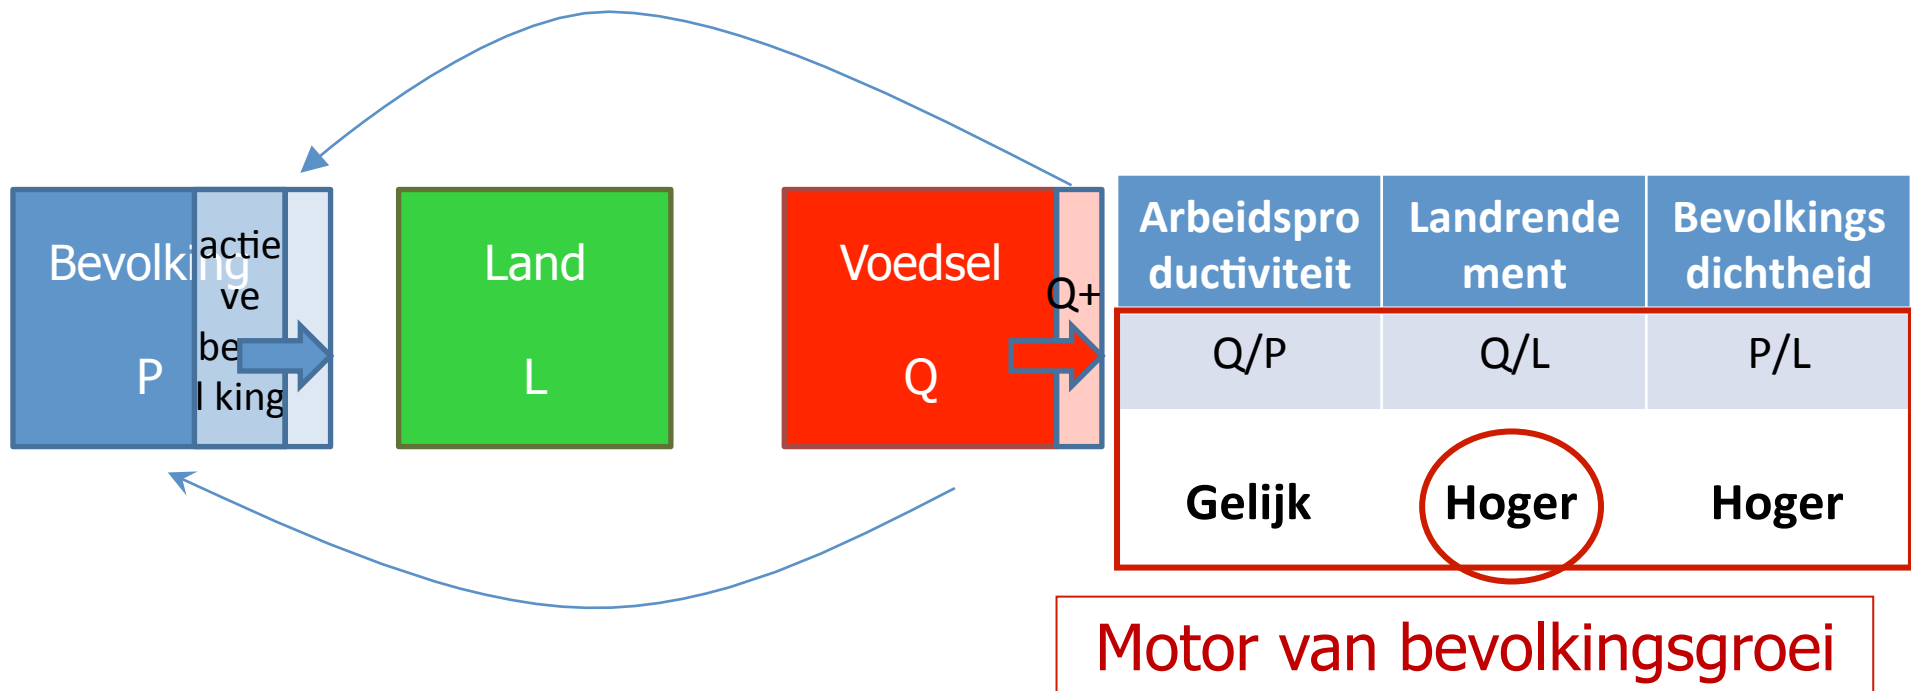 Bevolking
P
actie
ve
be
l king
Land
L
Voedsel
Q
Q+
Arbeidspro
ductiviteit
Landrende
ment
Bevolkings
dichtheid
Q/P
Q/L
P/L
Gelijk
Hoger
Hoger
Motor van bevolkingsgroei